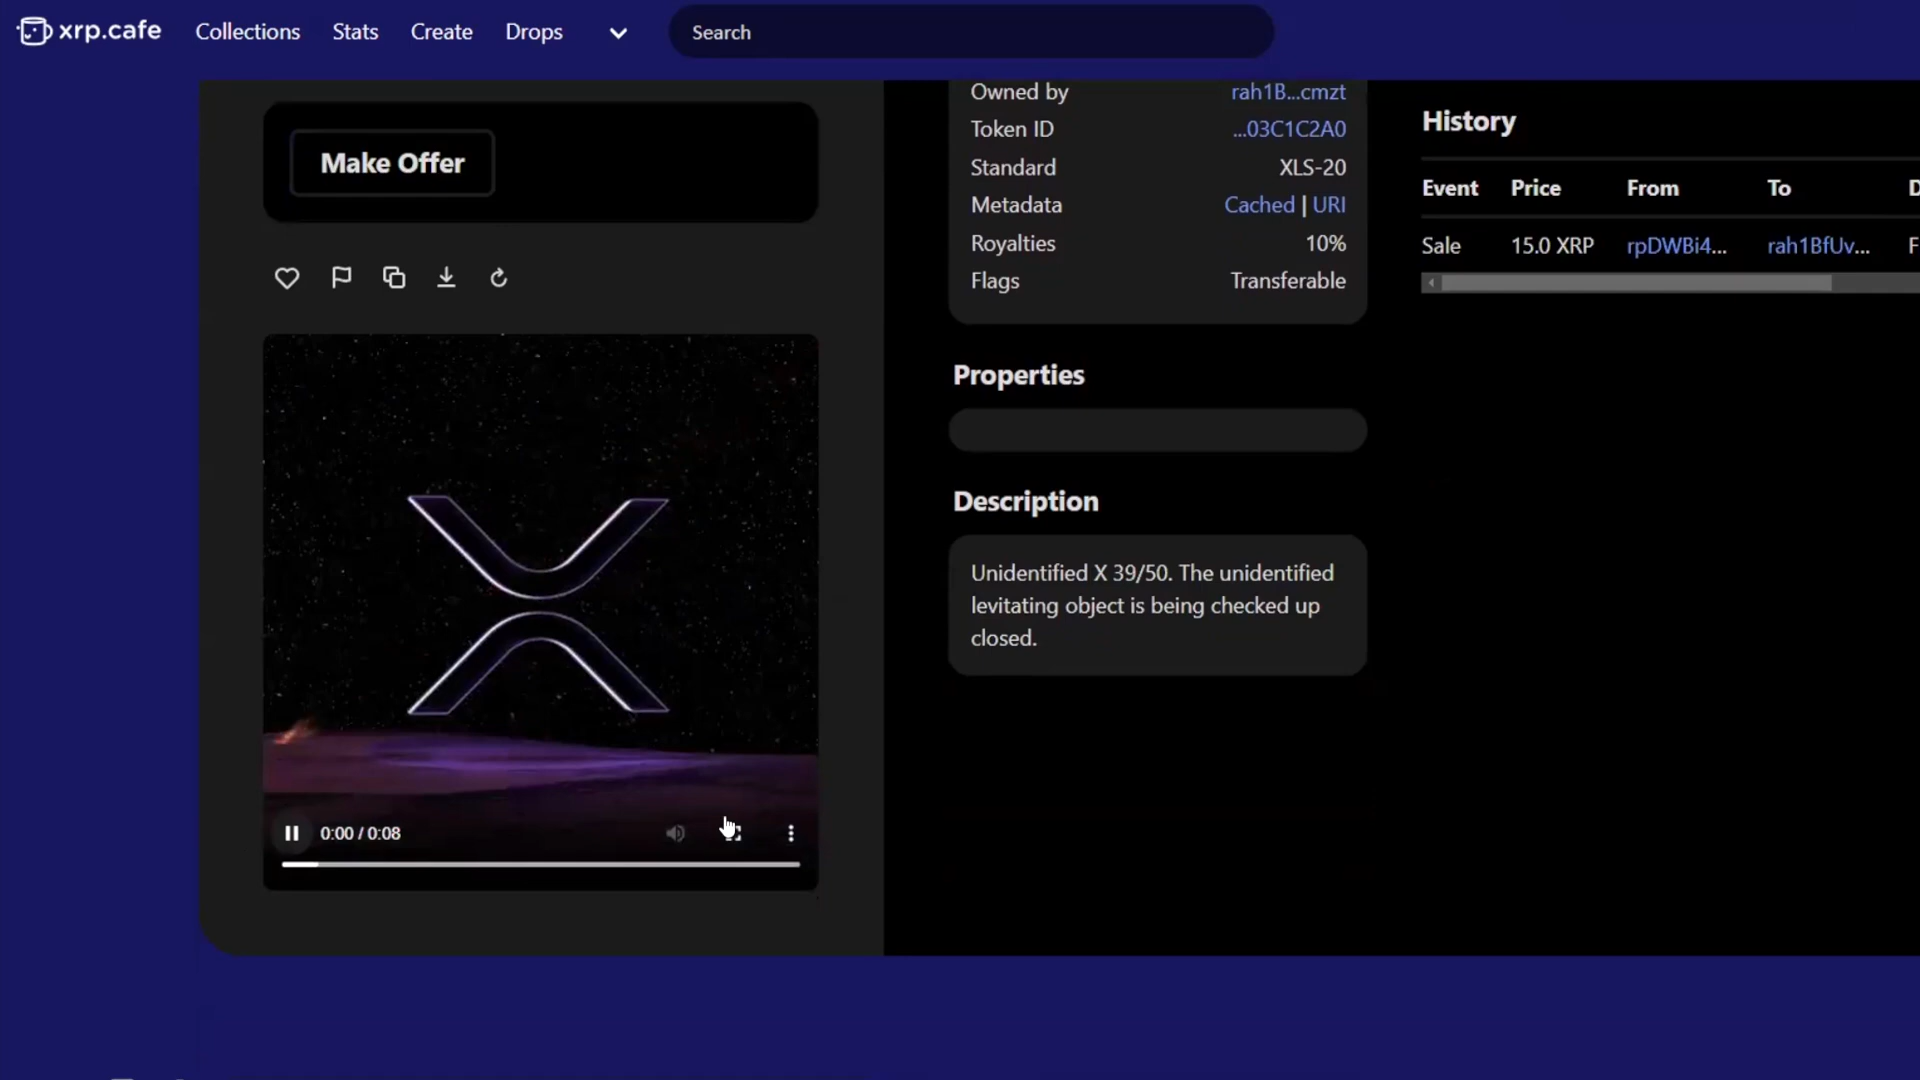 xrp.cafe
Collections
Stats
Create
Drops
Search
Make Offer
0:00 / 0:08
Owned by
rah1B...cmzt
Token ID
...03C1C2A0
Standard
XLS-20
Metadata
Cached | URI
Royalties
10%
Flags
Transferable
Properties
Description
Unidentified X 39/50. The unidentified
levitating object is being checked up
closed.
History
Event Price From To
Sale 15.0 XRP rpDWBi4... rah1BfUv...